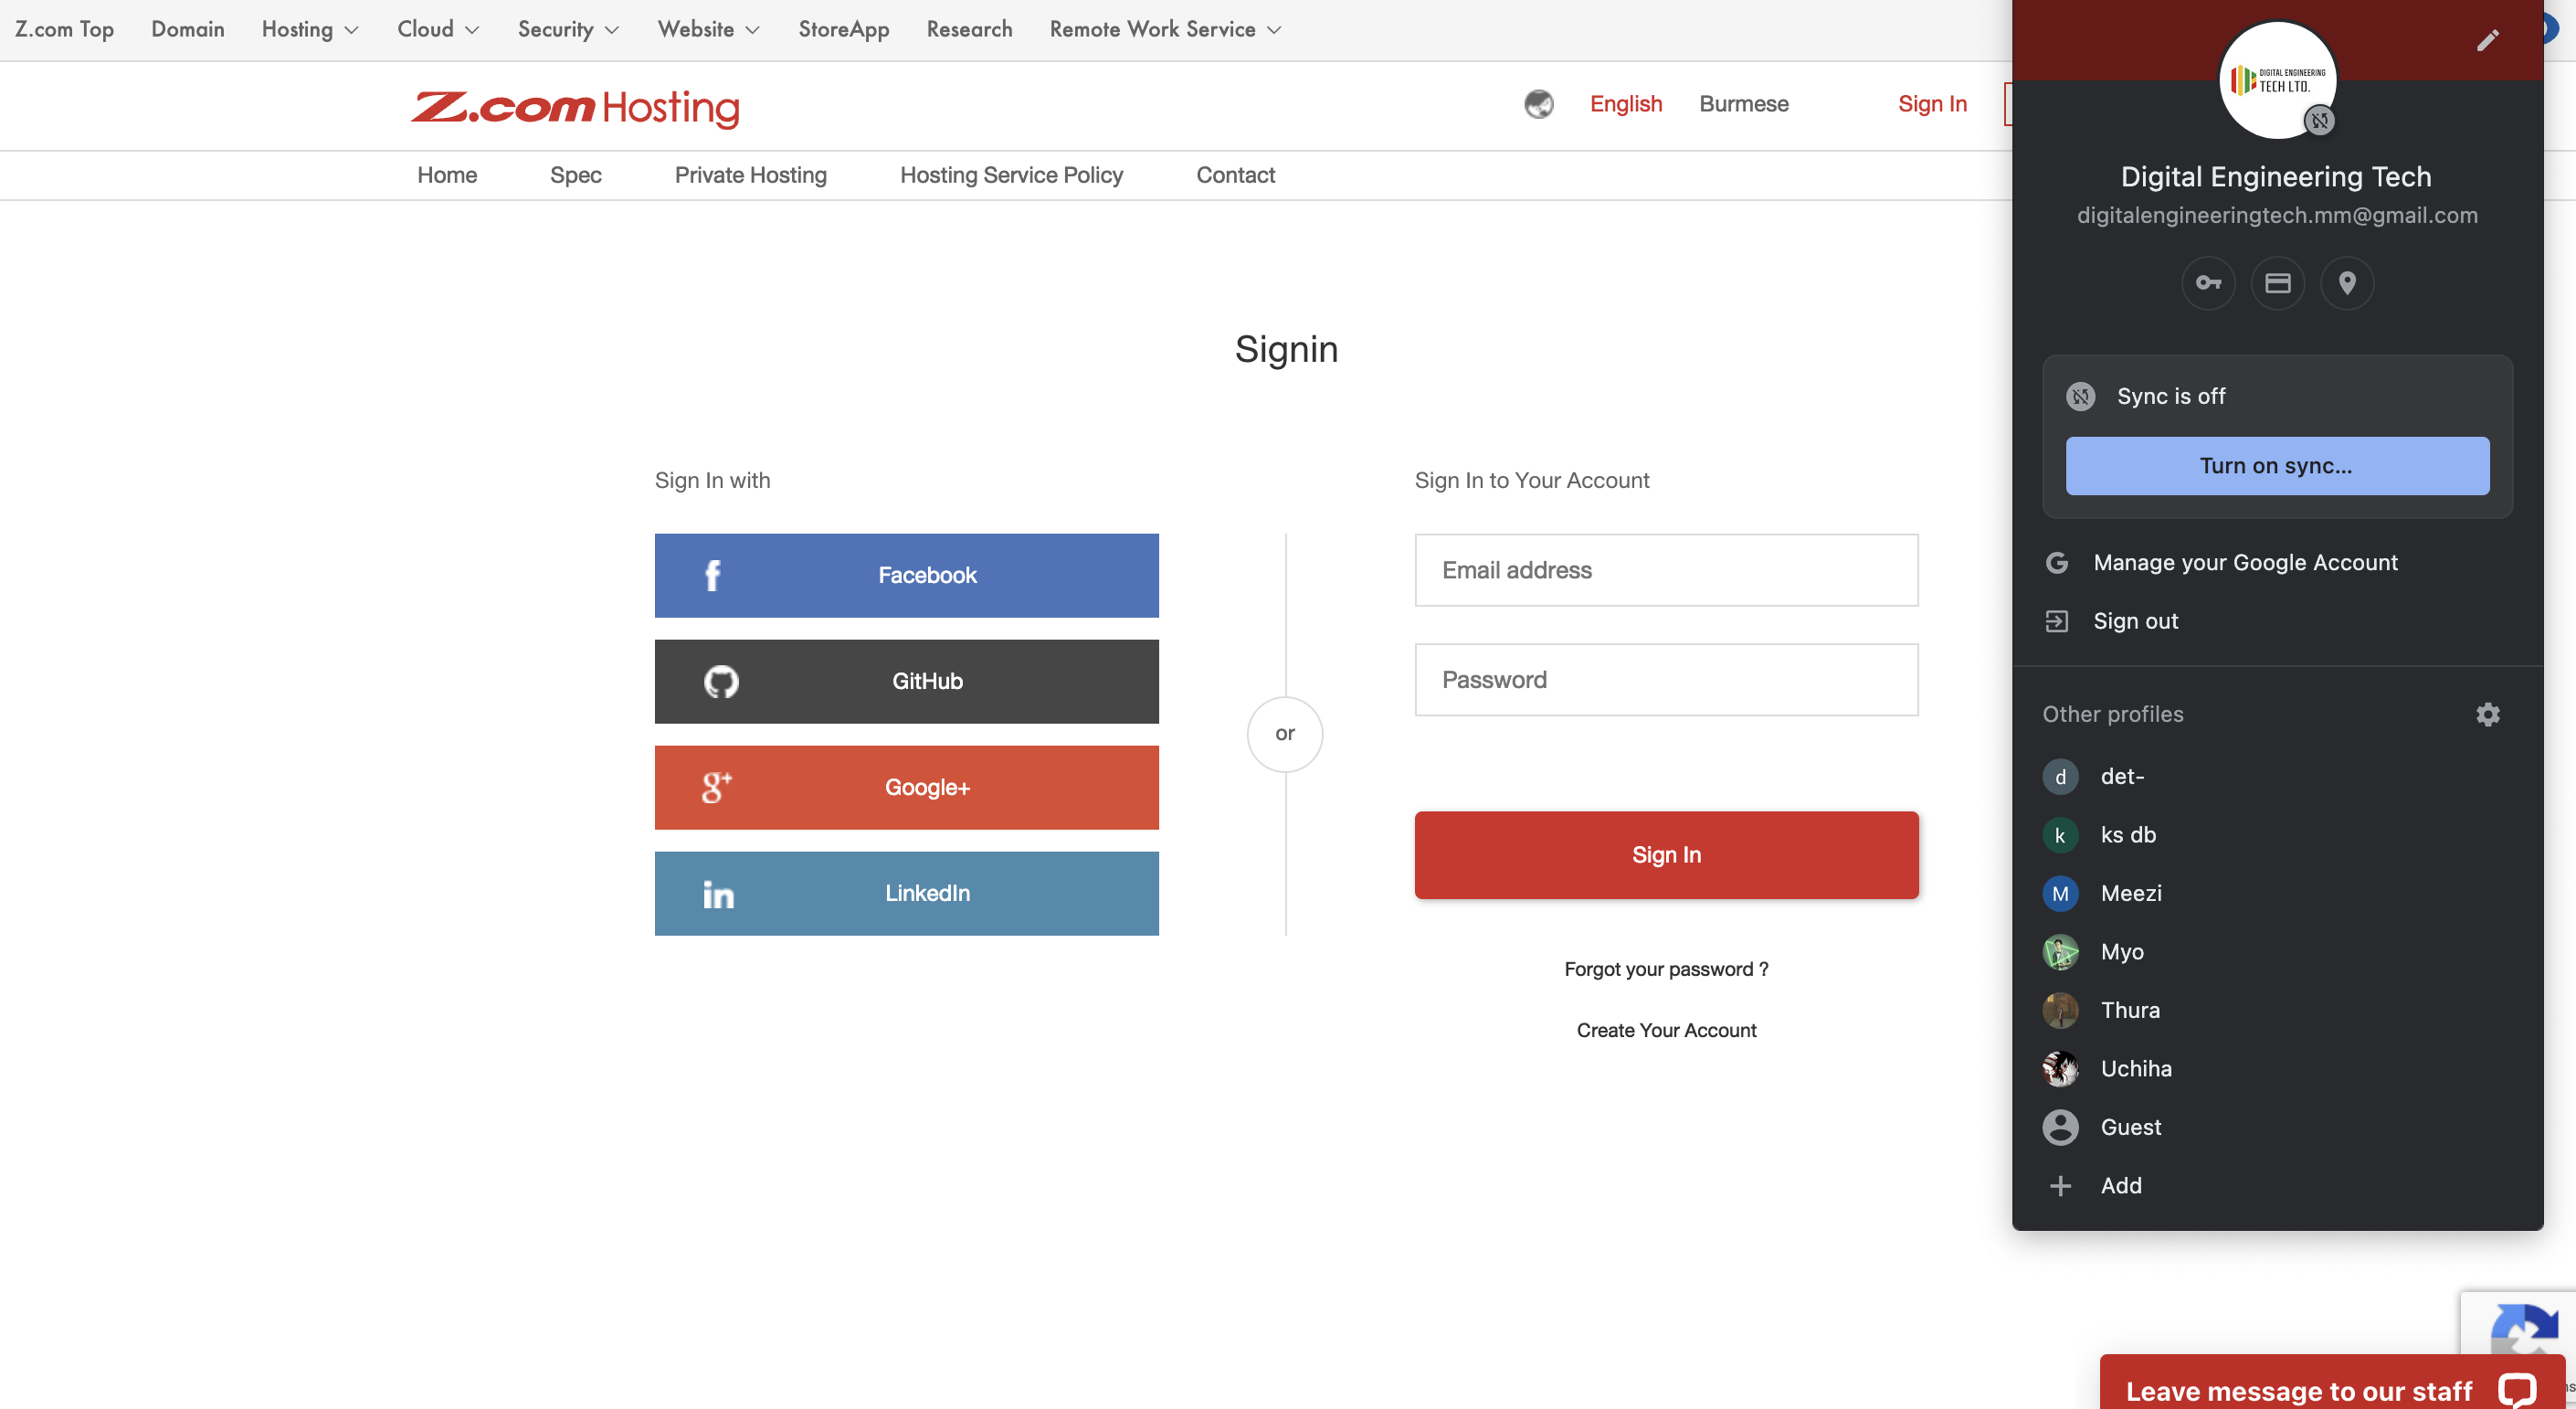 Z.com Top Domain Hosting Cloud Security Website StoreApp Research Remote Work Service
Z.com Hosting
English Burmese Sign In
Home Spec Private Hosting Hosting Service Policy Contact
Signin
Sign In with
Facebook
GitHub
g+ Google+
in LinkedIn
or
Sign In to Your Account
Email address
Password
Sign In
Forgot your password ?
Create Your Account
DIGITAL ENGINEERING
TECH LTD.
Digital Engineering Tech
digitalengineeringtech.mm@gmail.com
Sync is off
Turn on sync...
G Manage your Google Account
Sign out
Other profiles
d det-
k ks db
M Meezi
Myo
Thura
Uchiha
Guest
Add
Leave message to our staff